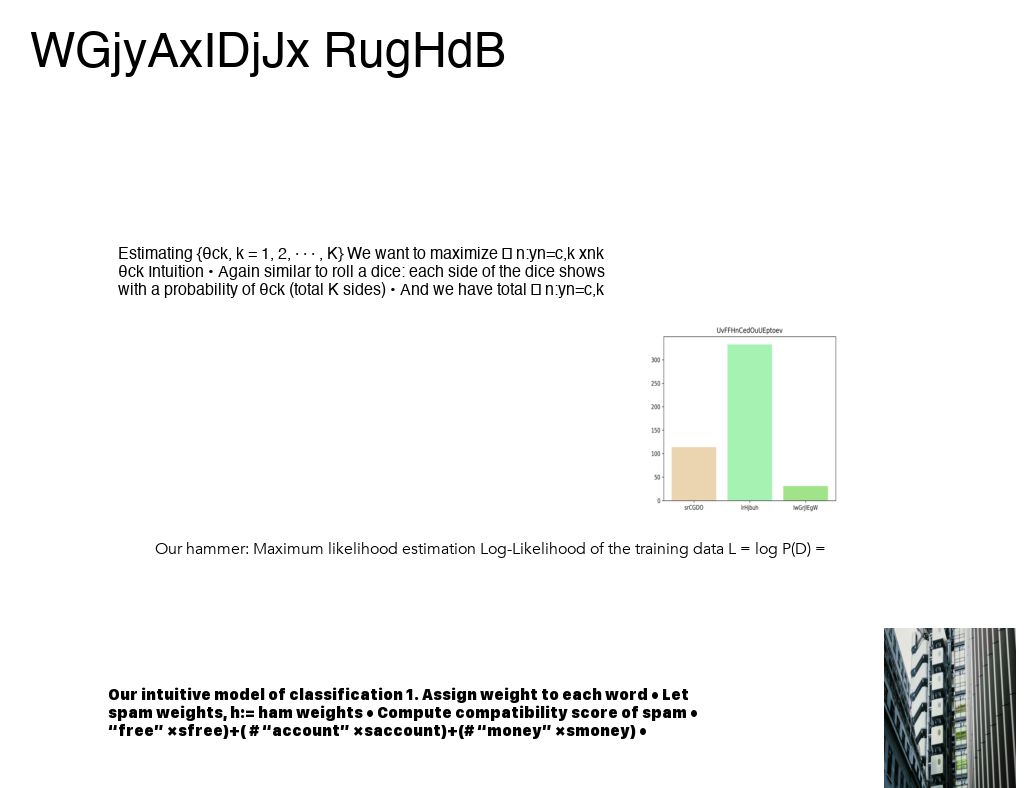 WGjyAxIDjJx RugHdB
Estimating {θck, k = 1, 2, · · · , K} We want to maximize □ n:yn=c,k xnk
θck Intuition • Again similar to roll a dice: each side of the dice shows
with a probability of θck (total K sides) • And we have total □ n:yn=c,k
UvFFHnCedOuUEptoev
300
250
200
150
100
50
0
srCGDO
IwGrJIEgW
Our hammer: Maximum likelihood estimation Log-Likelihood of the training data L = log P(D) =
Our intuitive model of classification 1. Assign weight to each word • Let
spam weights, h:= ham weights • Compute compatibility score of spam •
“free” ×sfree)+( # “account” ×saccount)+(# “money” ×smoney) •